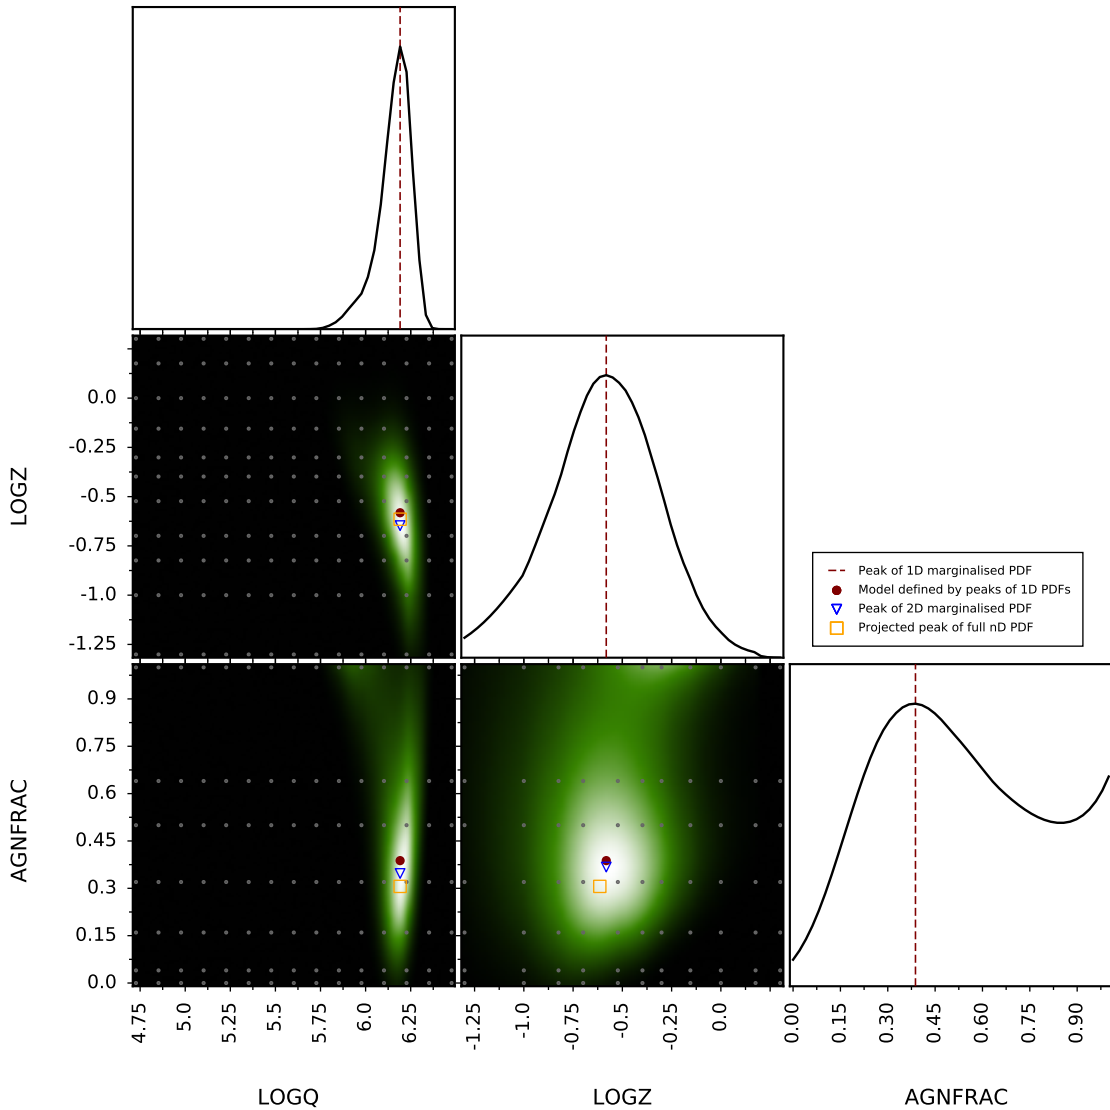 LOGZ
0.0
-0.25
-0.5
-0.75
-1.0
-1.25
Peak of 1D marginalised PDF
Model defined by peaks of 1D PDFs
Peak of 2D marginalised PDF
Projected peak of full nD PDF
AGNFRAC
0.9
0.75
0.6
0.45
0.3
0.15
0.0
4.75 5.0 5.25 5.5 5.75 6.0 6.25
-1.25 -1.0 -0.75 -0.5 -0.25 0.0
0.00 0.15 0.30 0.45 0.60 0.75 0.90
LOGQ LOGZ AGNFRAC